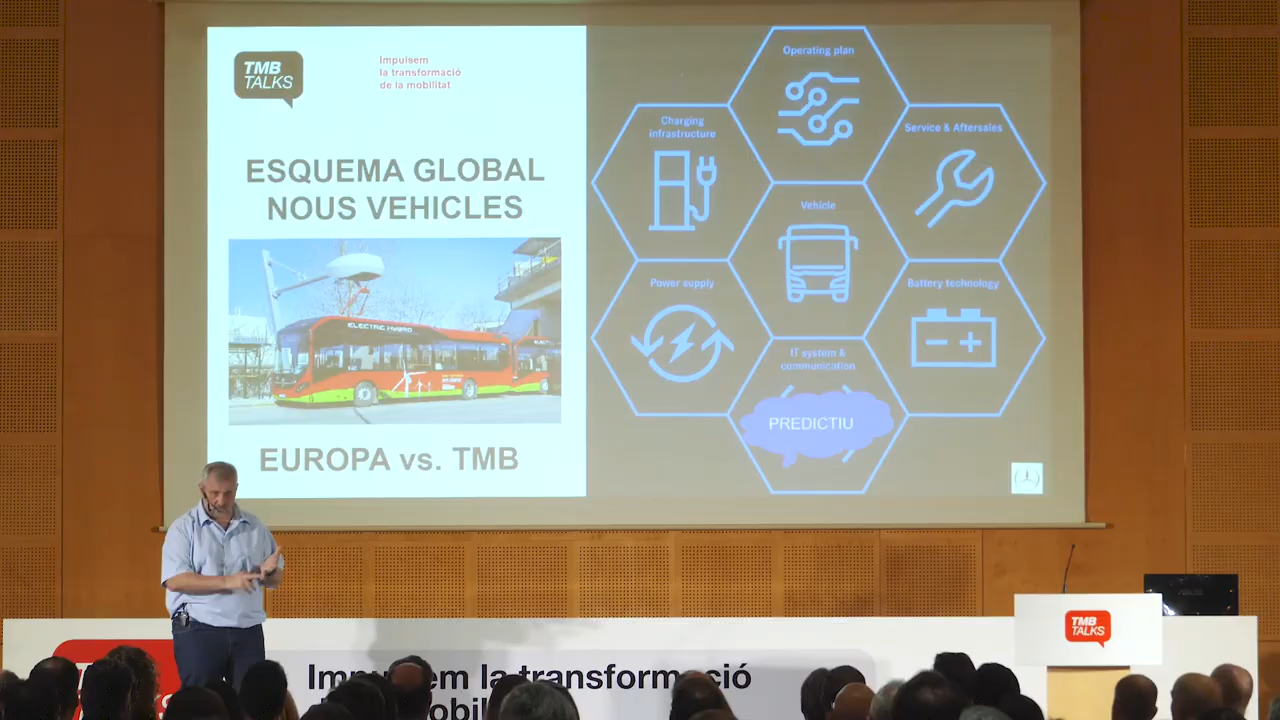 TMB
TALKS
Impulsem
la transformació
de la mobilitat
ESQUEMA GLOBAL
NOUS VEHICLES
ELECTRIC HYBRID
EUROPA vs. TMB
Operating plan
Charging
infrastructure
Service & Aftersales
Vehicle
Power supply
Battery technology
IT system &
communication
PREDICTIU
TMB
TALKS
Impulsem la transformació